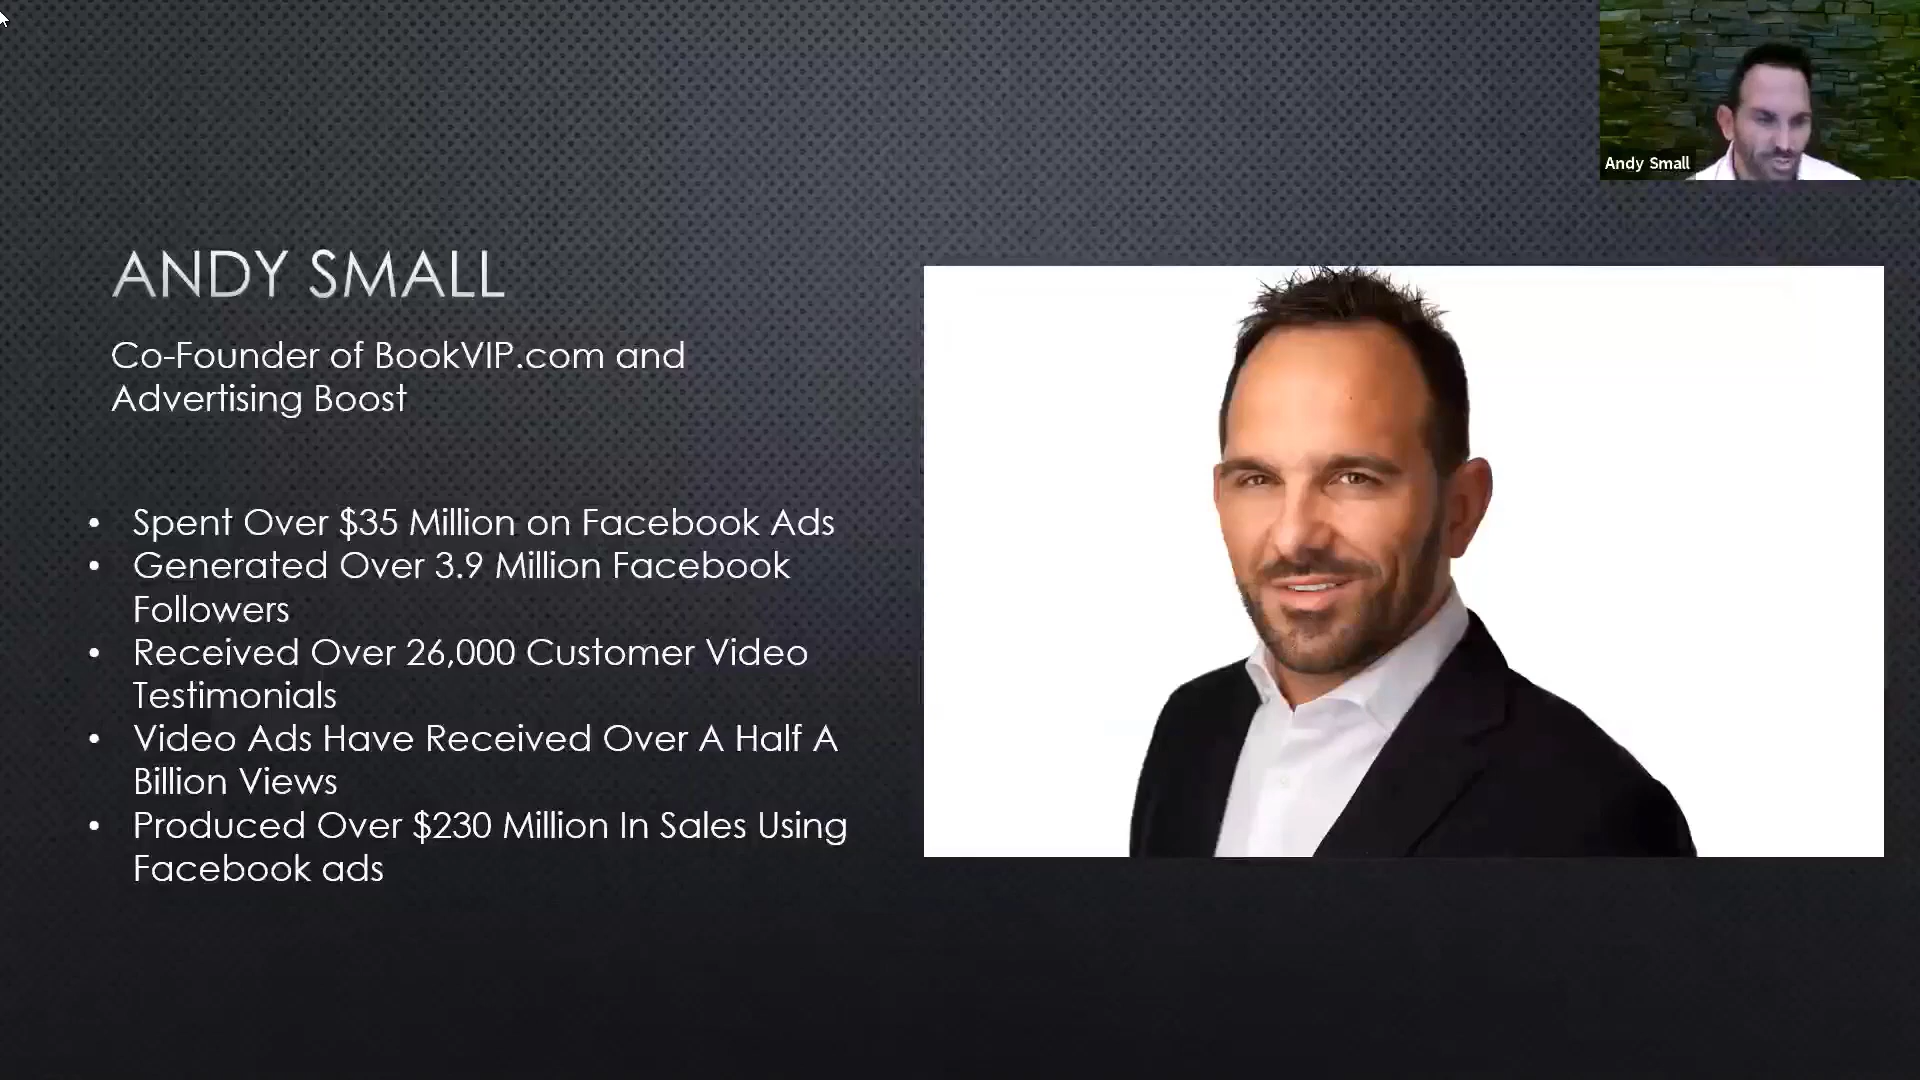 Andy Small
ANDY SMALL
Co-Founder of BookVIP.com and
Advertising Boost
• Spent Over $35 Million on Facebook Ads
• Generated Over 3.9 Million Facebook
Followers
• Received Over 26,000 Customer Video
Testimonials
• Video Ads Have Received Over A Half A
Billion Views
• Produced Over $230 Million In Sales Using
Facebook ads